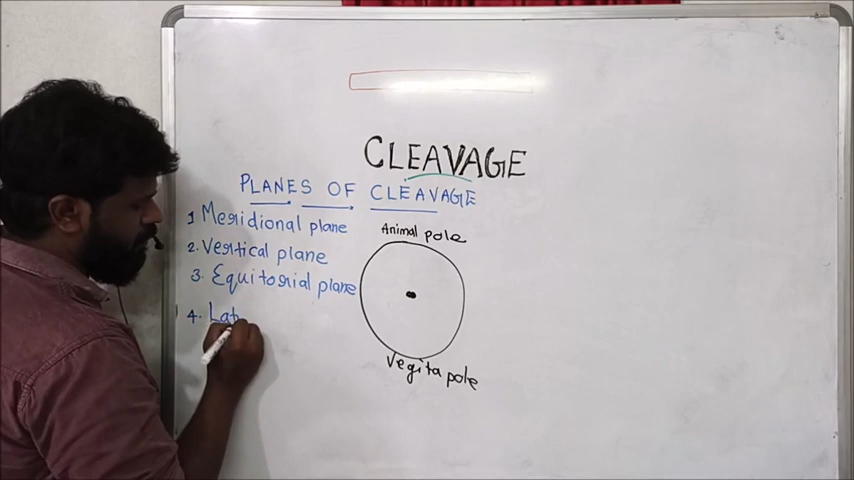 CLEAVAGE
PLANES OF CLEAVAGE
1 Meridional plane
2. Vertical plane
3. Equitorial plane
4. Lat
Animal pole
Vegita pole